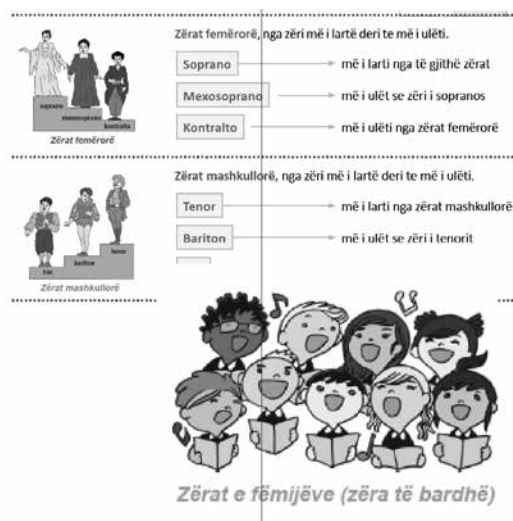 Zërat femërorë, nga zëri më i lartë deri te më i ulëti.
Soprano më i larti nga të gjithë zërat
Mexosoprano më i ulët se zëri i sopranos
Kontralto më i ulëti nga zërat femërorë
soprano
mexosoprano
kontralto
Zërat femërorë
Zërat mashkullorë, nga zëri më i lartë deri te më i ulëti.
Tenor më i larti nga zërat mashkullorë
Bariton më i ulët se zëri i tenorit
tenor
bariton
bas
Zërat mashkullorë
Zërat e fëmijëve (zëra të bardhë)